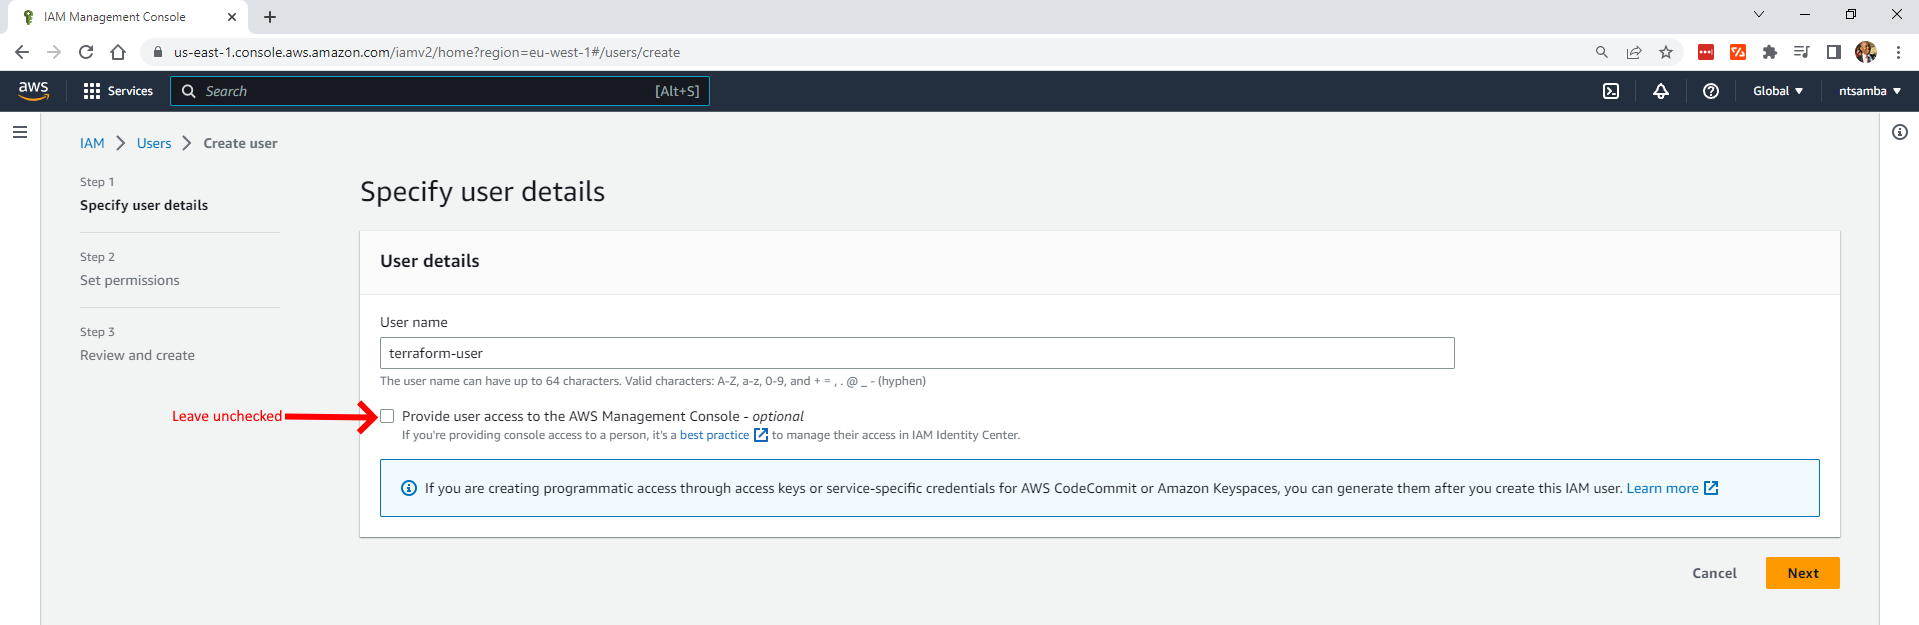 IAM Management Console
us-east-1.console.aws.amazon.com/iamv2/home?region=eu-west-1#/users/create
aws Services Search [Alt+S] Global ntsamba
IAM Users Create user
Step 1
Specify user details
Step 2
Set permissions
Step 3
Review and create
Specify user details
User details
User name
terraform-user
The user name can have up to 64 characters. Valid characters: A-Z, a-z, 0-9, and + = , . @ _ - (hyphen)
Leave unchecked
Provide user access to the AWS Management Console - optional
If you're providing console access to a person, it's a best practice to manage their access in IAM Identity Center.
If you are creating programmatic access through access keys or service-specific credentials for AWS CodeCommit or Amazon Keyspaces, you can generate them after you create this IAM user. Learn more
Cancel Next